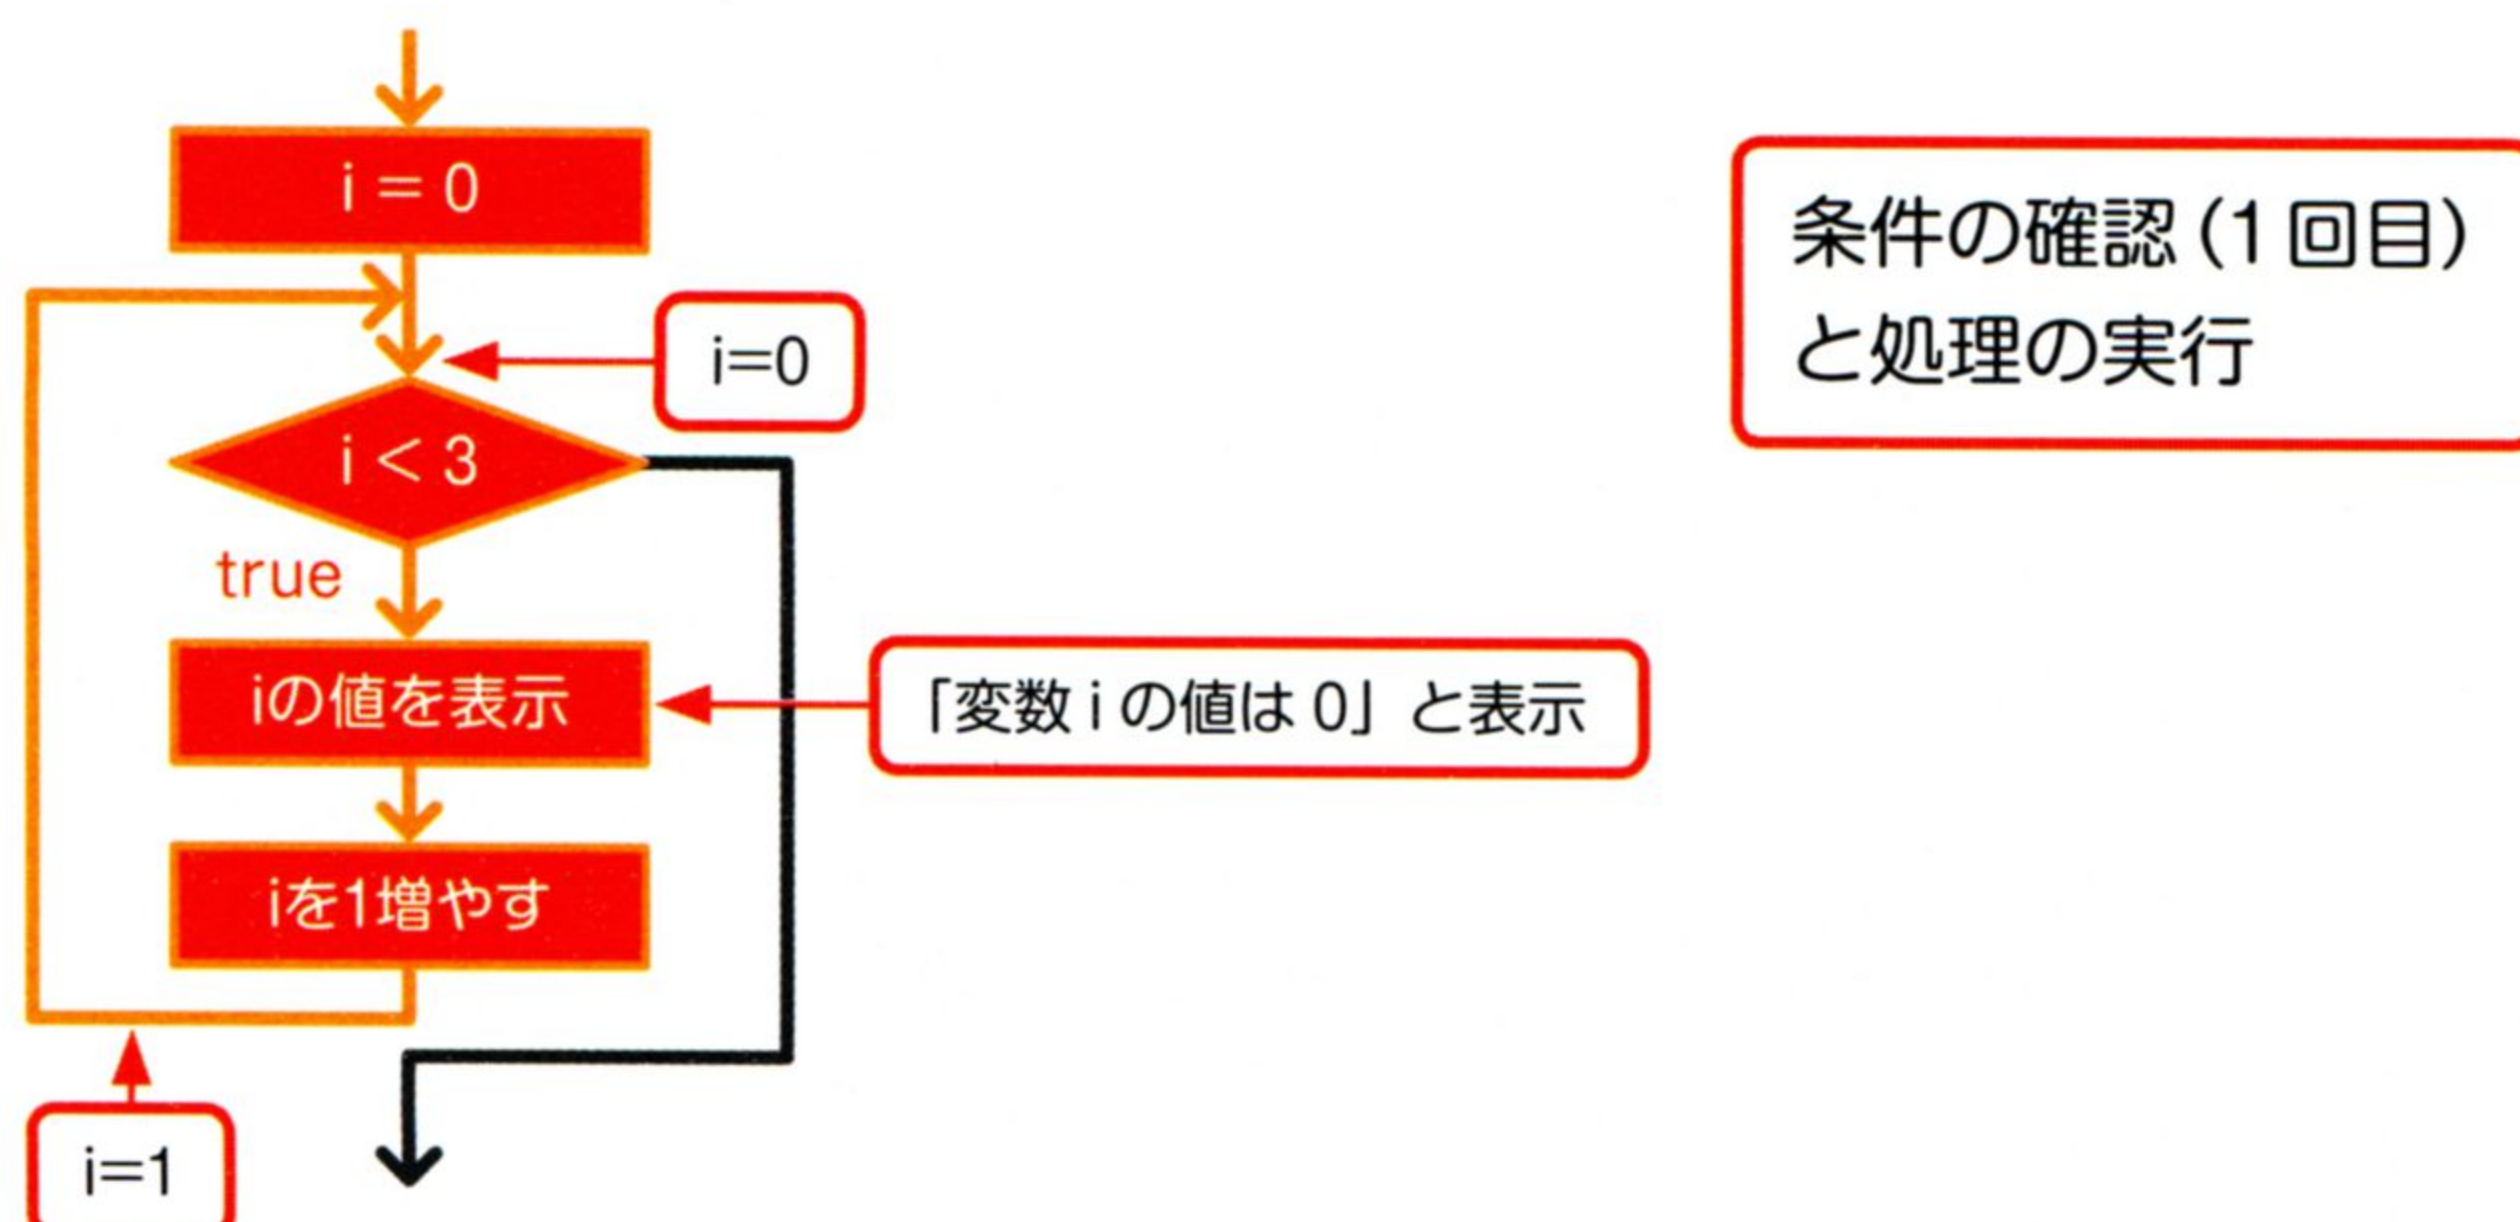 i = 0
条件の確認(1回目)
と処理の実行
i=0
i < 3
true
iの値を表示
「変数 i の値は 0」と表示
iを1増やす
i=1